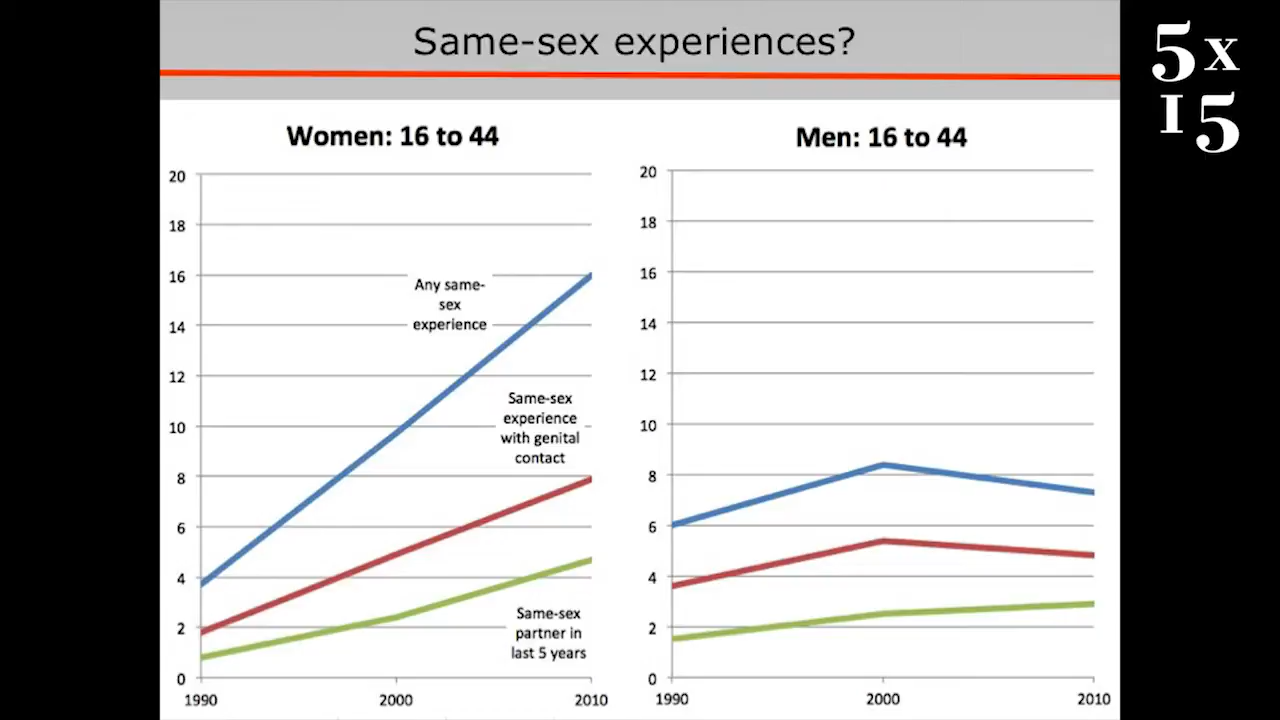 Same-sex experiences?
5 x
15
Women: 16 to 44
20
18
16
14
12
10
8
6
4
2
0
1990 2000 2010
Any same-
sex
experience
Same-sex
experience
with genital
contact
Same-sex
partner in
last 5 years
Men: 16 to 44
20
18
16
14
12
10
8
6
4
2
0
1990 2000 2010